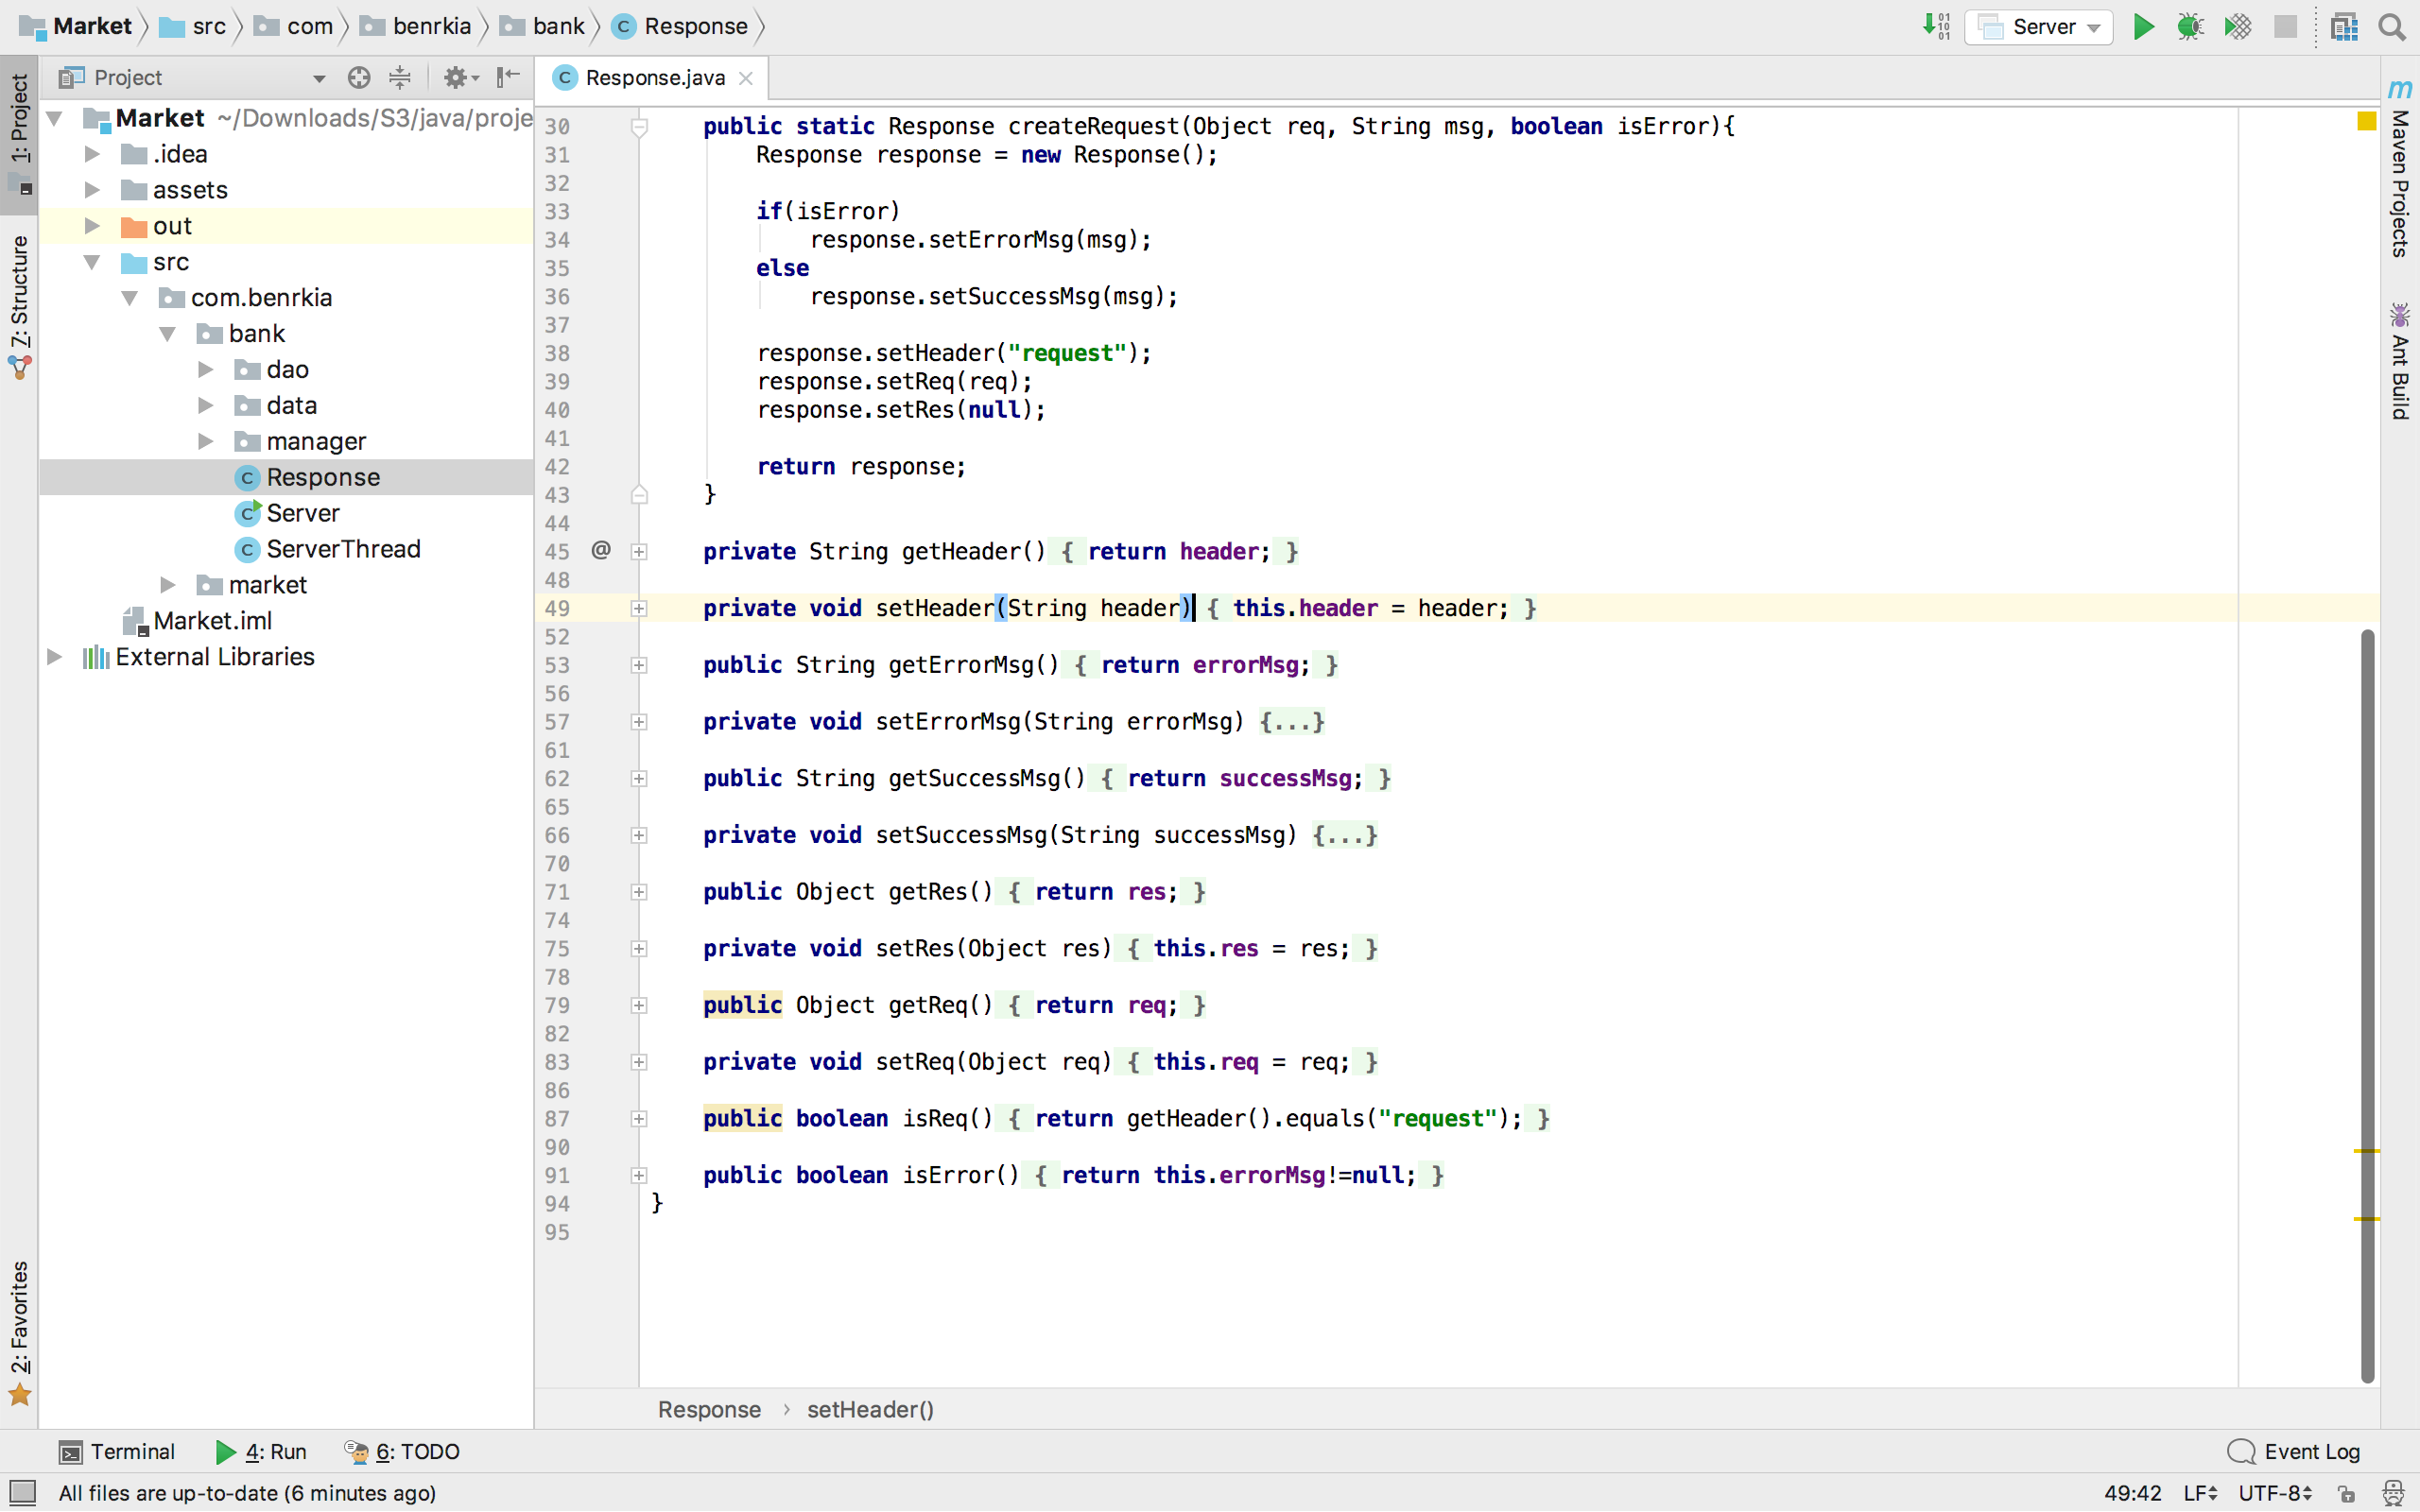 Market src com benrkia bank Response
Server
Project
Response.java
1: Project
7: Structure
2: Favorites
Market ~/Downloads/S3/java/proje
.idea
assets
out
src
com.benrkia
bank
dao
data
manager
Response
Server
ServerThread
market
Market.iml
External Libraries
30 public static Response createRequest(Object req, String msg, boolean isError){
31 Response response = new Response();
32
33 if(isError)
34 response.setErrorMsg(msg);
35 else
36 response.setSuccessMsg(msg);
37
38 response.setHeader("request");
39 response.setReq(req);
40 response.setRes(null);
41
42 return response;
43 }
44
45 @ private String getHeader() { return header; }
48
49 private void setHeader(String header) { this.header = header; }
52
53 public String getErrorMsg() { return errorMsg; }
56
57 private void setErrorMsg(String errorMsg) {...}
61
62 public String getSuccessMsg() { return successMsg; }
65
66 private void setSuccessMsg(String successMsg) {...}
70
71 public Object getRes() { return res; }
74
75 private void setRes(Object res) { this.res = res; }
78
79 public Object getReq() { return req; }
82
83 private void setReq(Object req) { this.req = req; }
86
87 public boolean isReq() { return getHeader().equals("request"); }
90
91 public boolean isError() { return this.errorMsg!=null; }
94 }
95
Response › setHeader()
Maven Projects
Ant Build
Terminal 4: Run 6: TODO Event Log
All files are up-to-date (6 minutes ago) 49:42 LF UTF-8